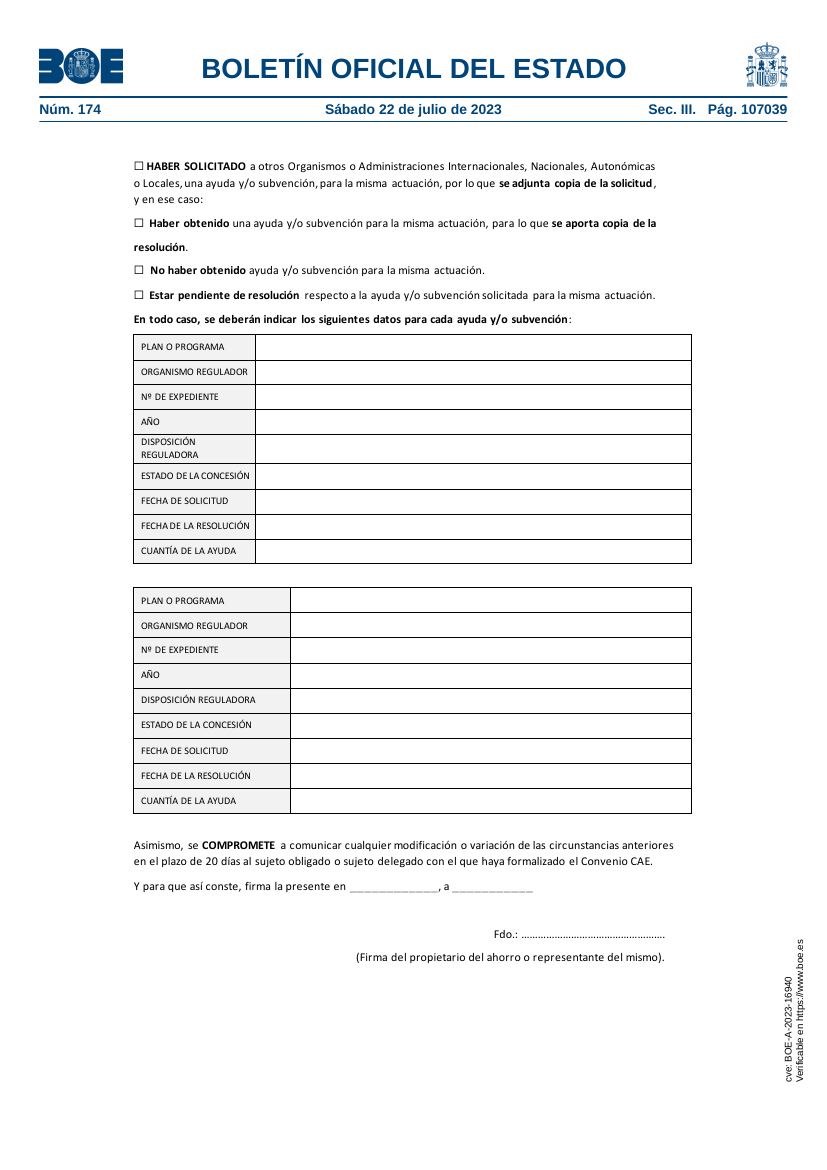 BOE
BOLETÍN OFICIAL DEL ESTADO
Núm. 174
Sábado 22 de julio de 2023
Sec. III. Pág. 107039
☐ HABER SOLICITADO a otros Organismos o Administraciones Internacionales, Nacionales, Autonómicas
o Locales, una ayuda y/o subvención, para la misma actuación, por lo que se adjunta copia de la solicitud,
y en ese caso:
☐ Haber obtenido una ayuda y/o subvención para la misma actuación, para lo que se aporta copia de la
resolución.
☐ No haber obtenido ayuda y/o subvención para la misma actuación.
☐ Estar pendiente de resolución respecto a la ayuda y/o subvención solicitada para la misma actuación.
En todo caso, se deberán indicar los siguientes datos para cada ayuda y/o subvención:
PLAN O PROGRAMA
ORGANISMO REGULADOR
Nº DE EXPEDIENTE
AÑO
DISPOSICIÓN
REGULADORA
ESTADO DE LA CONCESIÓN
FECHA DE SOLICITUD
FECHA DE LA RESOLUCIÓN
CUANTÍA DE LA AYUDA
PLAN O PROGRAMA
ORGANISMO REGULADOR
Nº DE EXPEDIENTE
AÑO
DISPOSICIÓN REGULADORA
ESTADO DE LA CONCESIÓN
FECHA DE SOLICITUD
FECHA DE LA RESOLUCIÓN
CUANTÍA DE LA AYUDA
Asimismo, se COMPROMETE a comunicar cualquier modificación o variación de las circunstancias anteriores
en el plazo de 20 días al sujeto obligado o sujeto delegado con el que haya formalizado el Convenio CAE.
Y para que así conste, firma la presente en _____________, a ____________
Fdo.: …………………………………………….
(Firma del propietario del ahorro o representante del mismo).
cve: BOE-A-2023-16940
Verificable en https://www.boe.es